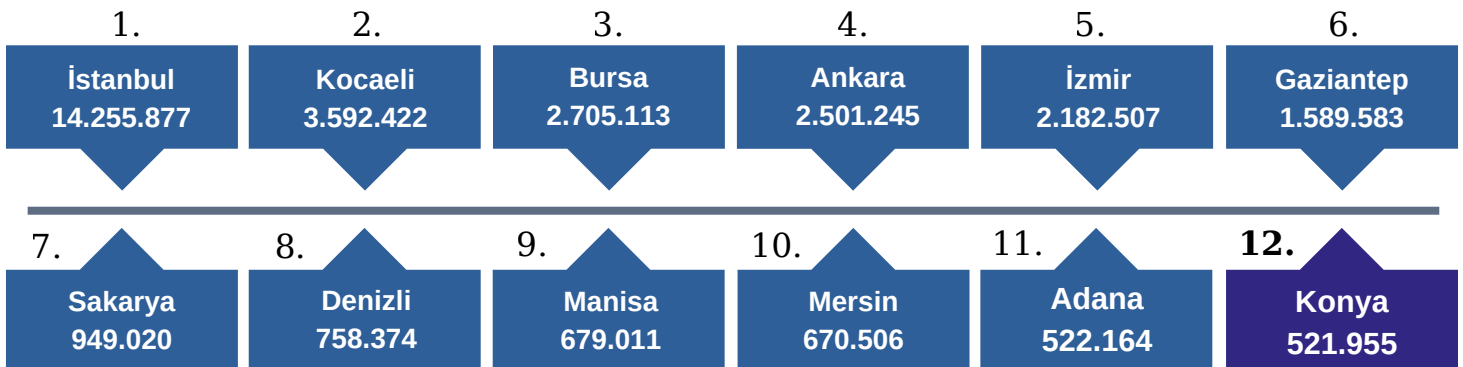 1.
İstanbul
14.255.877
2.
Kocaeli
3.592.422
3.
Bursa
2.705.113
4.
Ankara
2.501.245
5.
İzmir
2.182.507
6.
Gaziantep
1.589.583
7.
Sakarya
949.020
8.
Denizli
758.374
9.
Manisa
679.011
10.
Mersin
670.506
11.
Adana
522.164
12.
Konya
521.955